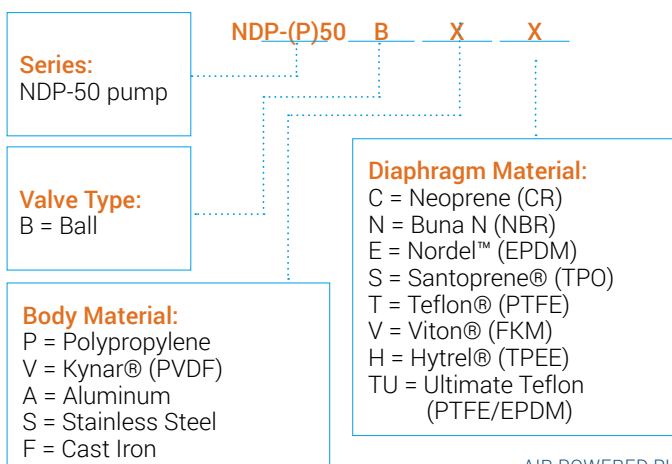 NDP-(P)50 B X X
Series:
NDP-50 pump
Valve Type:
B = Ball
Body Material:
P = Polypropylene
V = Kynar® (PVDF)
A = Aluminum
S = Stainless Steel
F = Cast Iron
Diaphragm Material:
C = Neoprene (CR)
N = Buna N (NBR)
E = Nordel™ (EPDM)
S = Santoprene® (TPO)
T = Teflon® (PTFE)
V = Viton® (FKM)
H = Hytrel® (TPEE)
TU = Ultimate Teflon
(PTFE/EPDM)
AIR POWERED